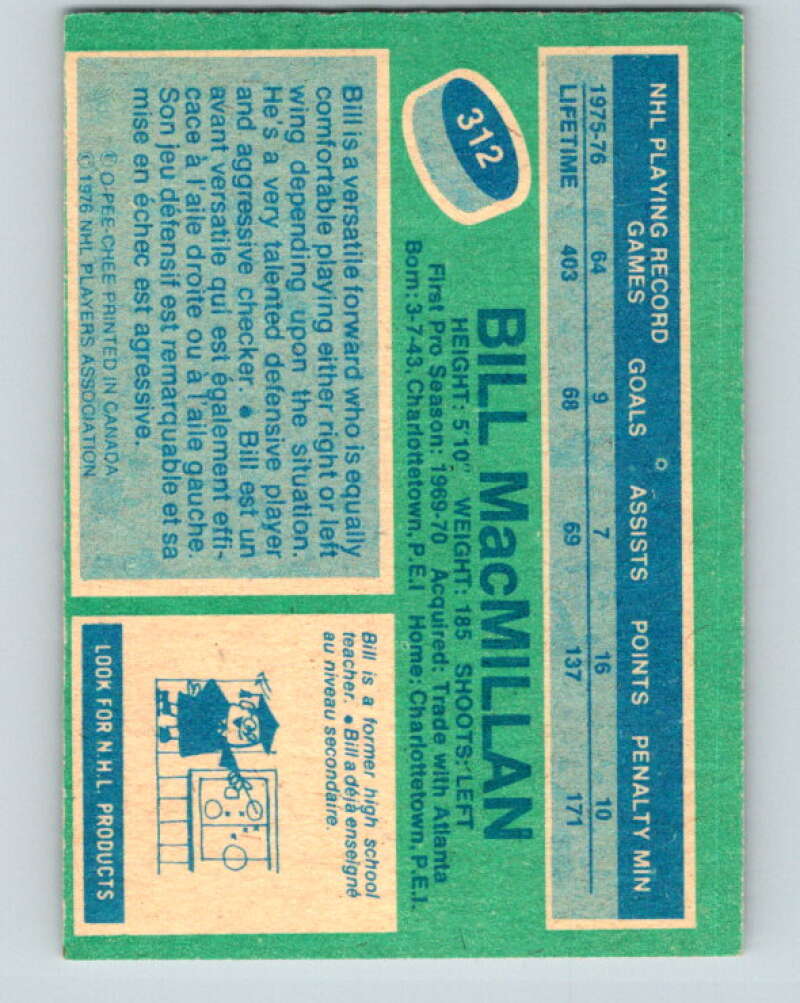 NHL PLAYING RECORD
GAMES GOALS ASSISTS POINTS PENALTY MIN.
1975-76 64 9 7 16 10
LIFETIME 403 68 69 137 171
312
BILL MacMILLAN
HEIGHT: 5'10" WEIGHT: 185 SHOOTS: LEFT
First Pro Season: 1969-70 Acquired: Trade with Atlanta
Born: 3-7-43, Charlottetown, P.E.I Home: Charlottetown, P.E.I.
Bill is a versatile forward who is equally
comfortable playing either right or left
wing depending upon the situation.
He's a very talented defensive player
and aggressive checker. • Bill est un
avant versatile qui est également effi-
cace à l'aile droite ou à l'aile gauche.
Son jeu défensif est remarquable et sa
mise en échec est agressive.
© O-PEE-CHEE PRINTED IN CANADA
© 1976 NHL PLAYERS ASSOCIATION
Bill is a former high school
teacher. • Bill a déjà enseigné
au niveau secondaire.
LOOK FOR N.H.L. PRODUCTS